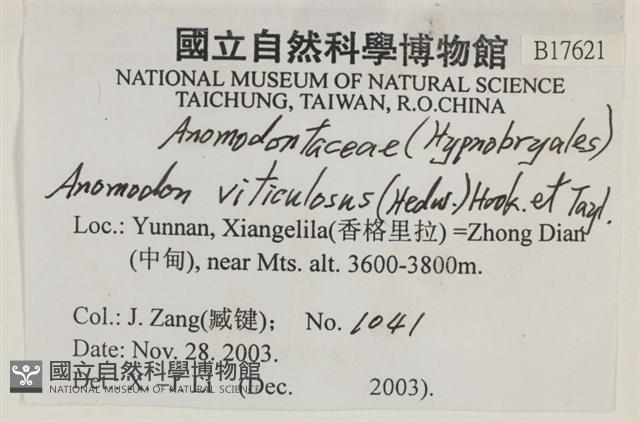 國立自然科學博物館
B17621
NATIONAL MUSEUM OF NATURAL SCIENCE
TAICHUNG, TAIWAN, R.O.CHINA
Anomodontaceae (Hypnobryales)
Anomodon viticulosus (Hedw.) Hook. et Tayl.
Loc.: Yunnan, Xiangelila(香格里拉) =Zhong Dian
(中甸), near Mts. alt. 3600-3800m.
Col.: J. Zang(臧键); No. 1041
Date: Nov. 28. 2003.
國立自然科學博物館
NATIONAL MUSEUM OF NATURAL SCIENCE
Det. (Dec. 2003).